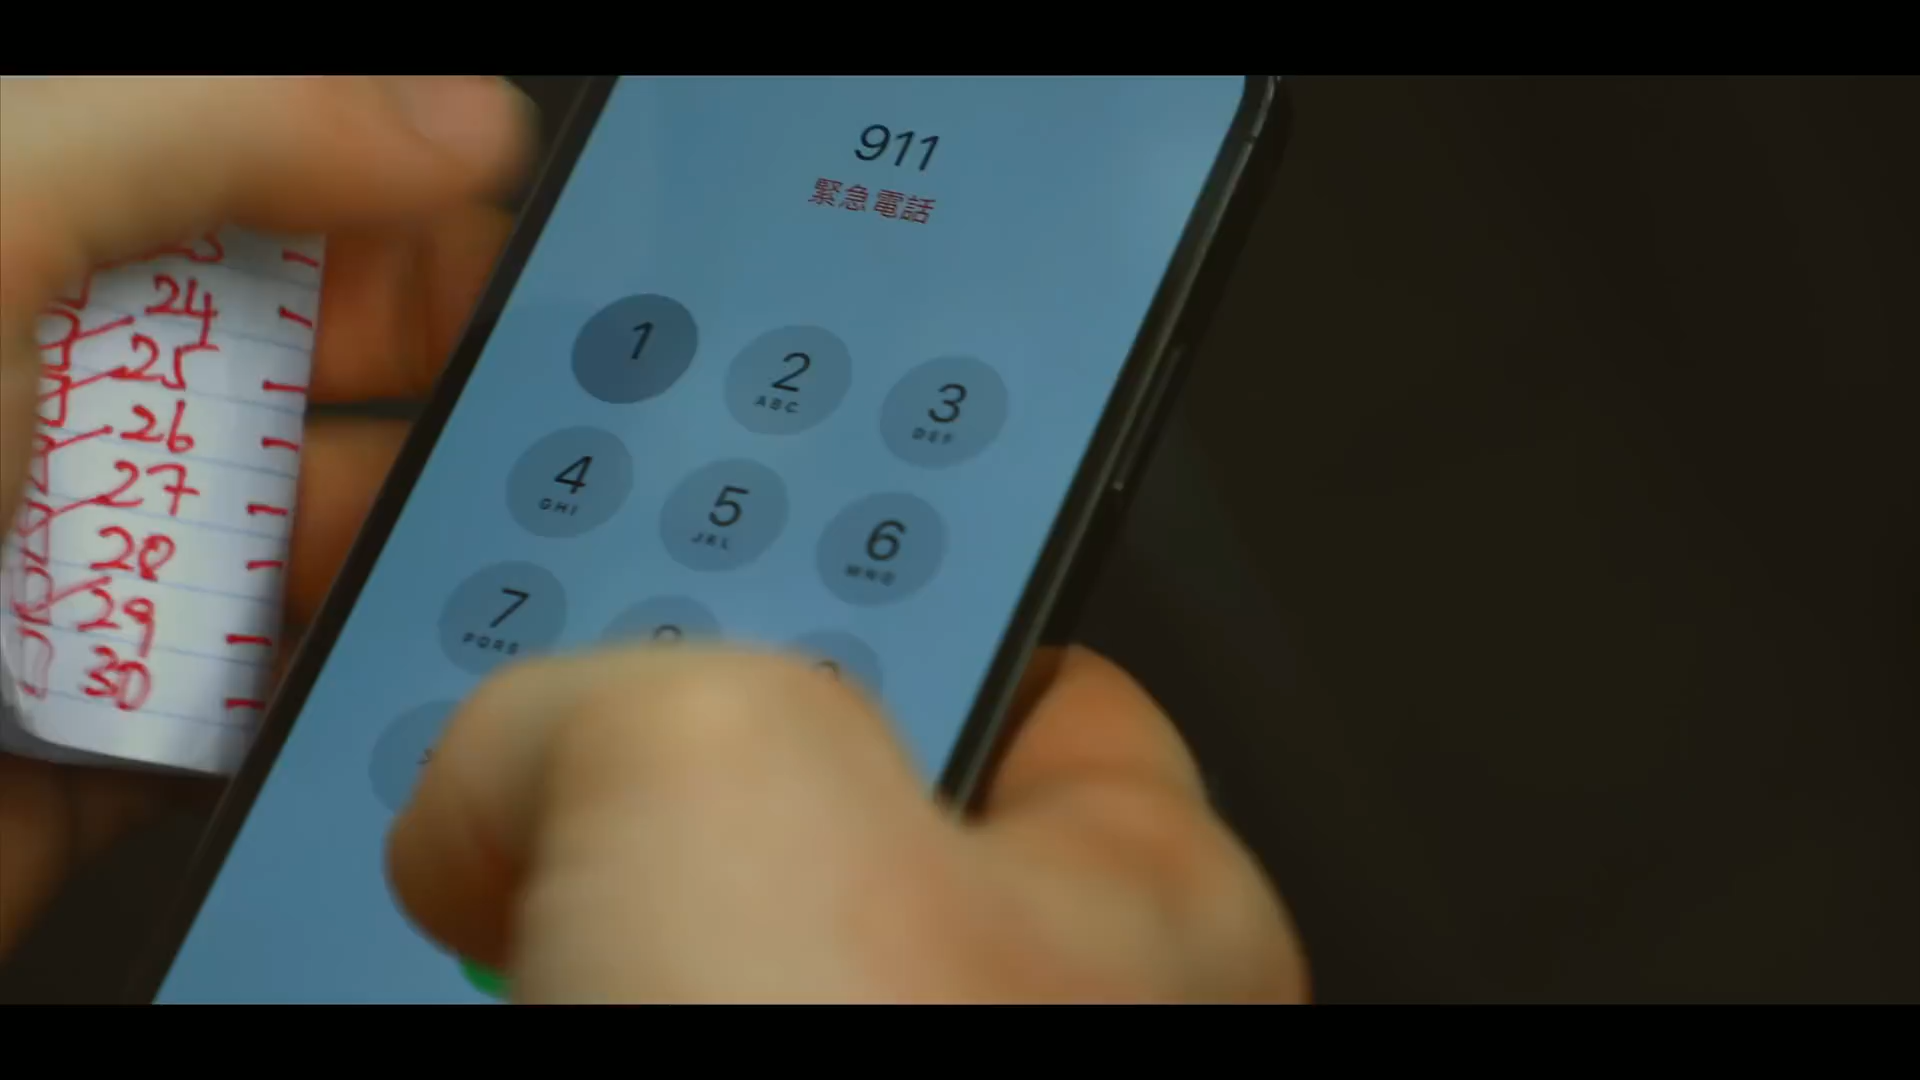 911
緊急電話
1
2
ABC
3
DEF
4
GHI
5
JKL
6
MNO
7
PQRS
24 -
25 -
26 -
27 -
28 -
29 -
30 -